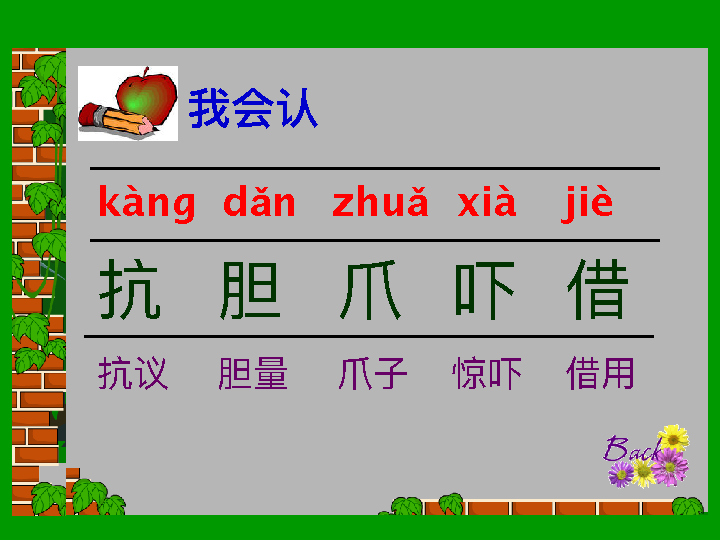 我会认
kàng dǎn zhuǎ xià jiè
抗 胆 爪 吓 借
抗议 胆量 爪子 惊吓 借用
Back